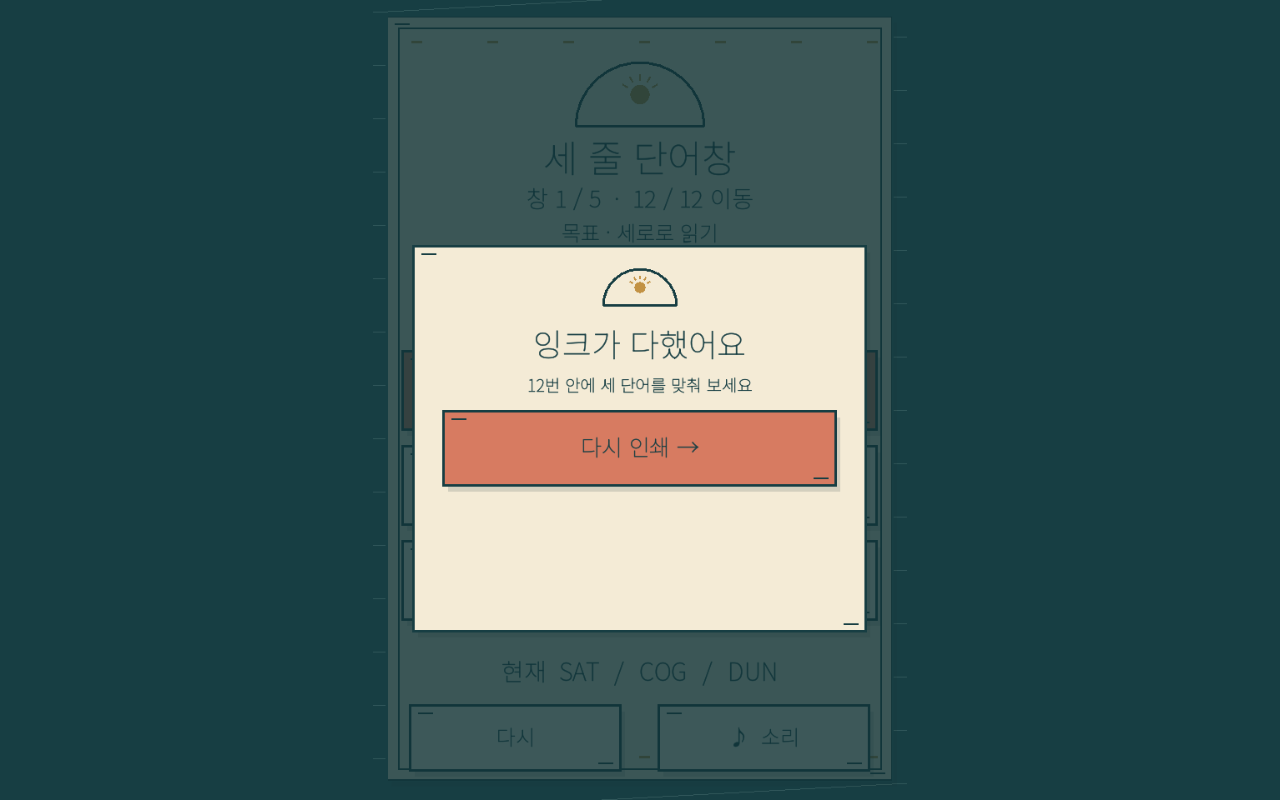 세 줄 단어창
창 1 / 5 · 12 / 12 이동
목표 · 세로로 읽기
잉크가 다했어요
12번 안에 세 단어를 맞춰 보세요
다시 인쇄 →
현재 SAT / COG / DUN
다시
♪ 소리